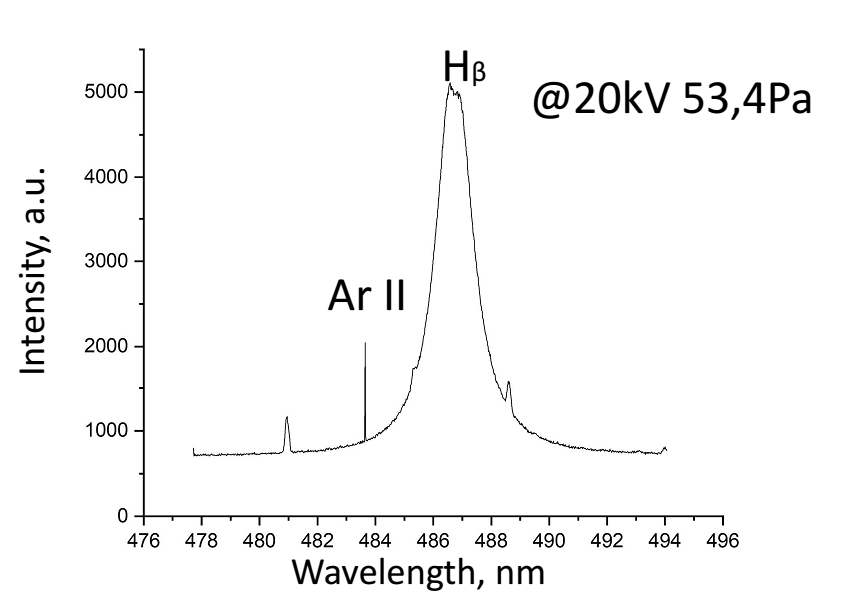 Hβ
@20kV 53,4Pa
Ar II
Intensity, a.u.
5000
4000
3000
2000
1000
0
476 478 480 482 484 486 488 490 492 494 496
Wavelength, nm